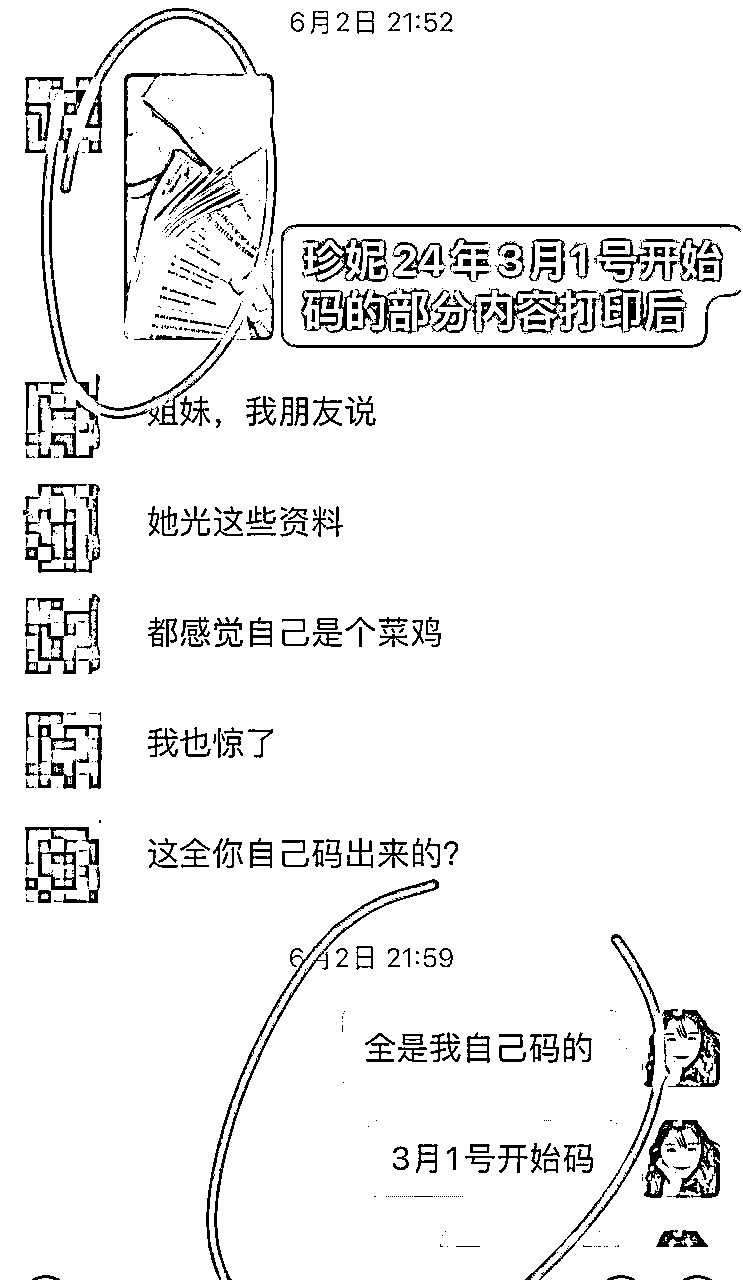 6月2日 21:52
珍妮24年3月1号开始
码的部分内容打印后
姐妹，我朋友说
她光这些资料
都感觉自己是个菜鸡
我也惊了
这全你自己码出来的?
6月2日 21:59
全是我自己码的
3月1号开始码